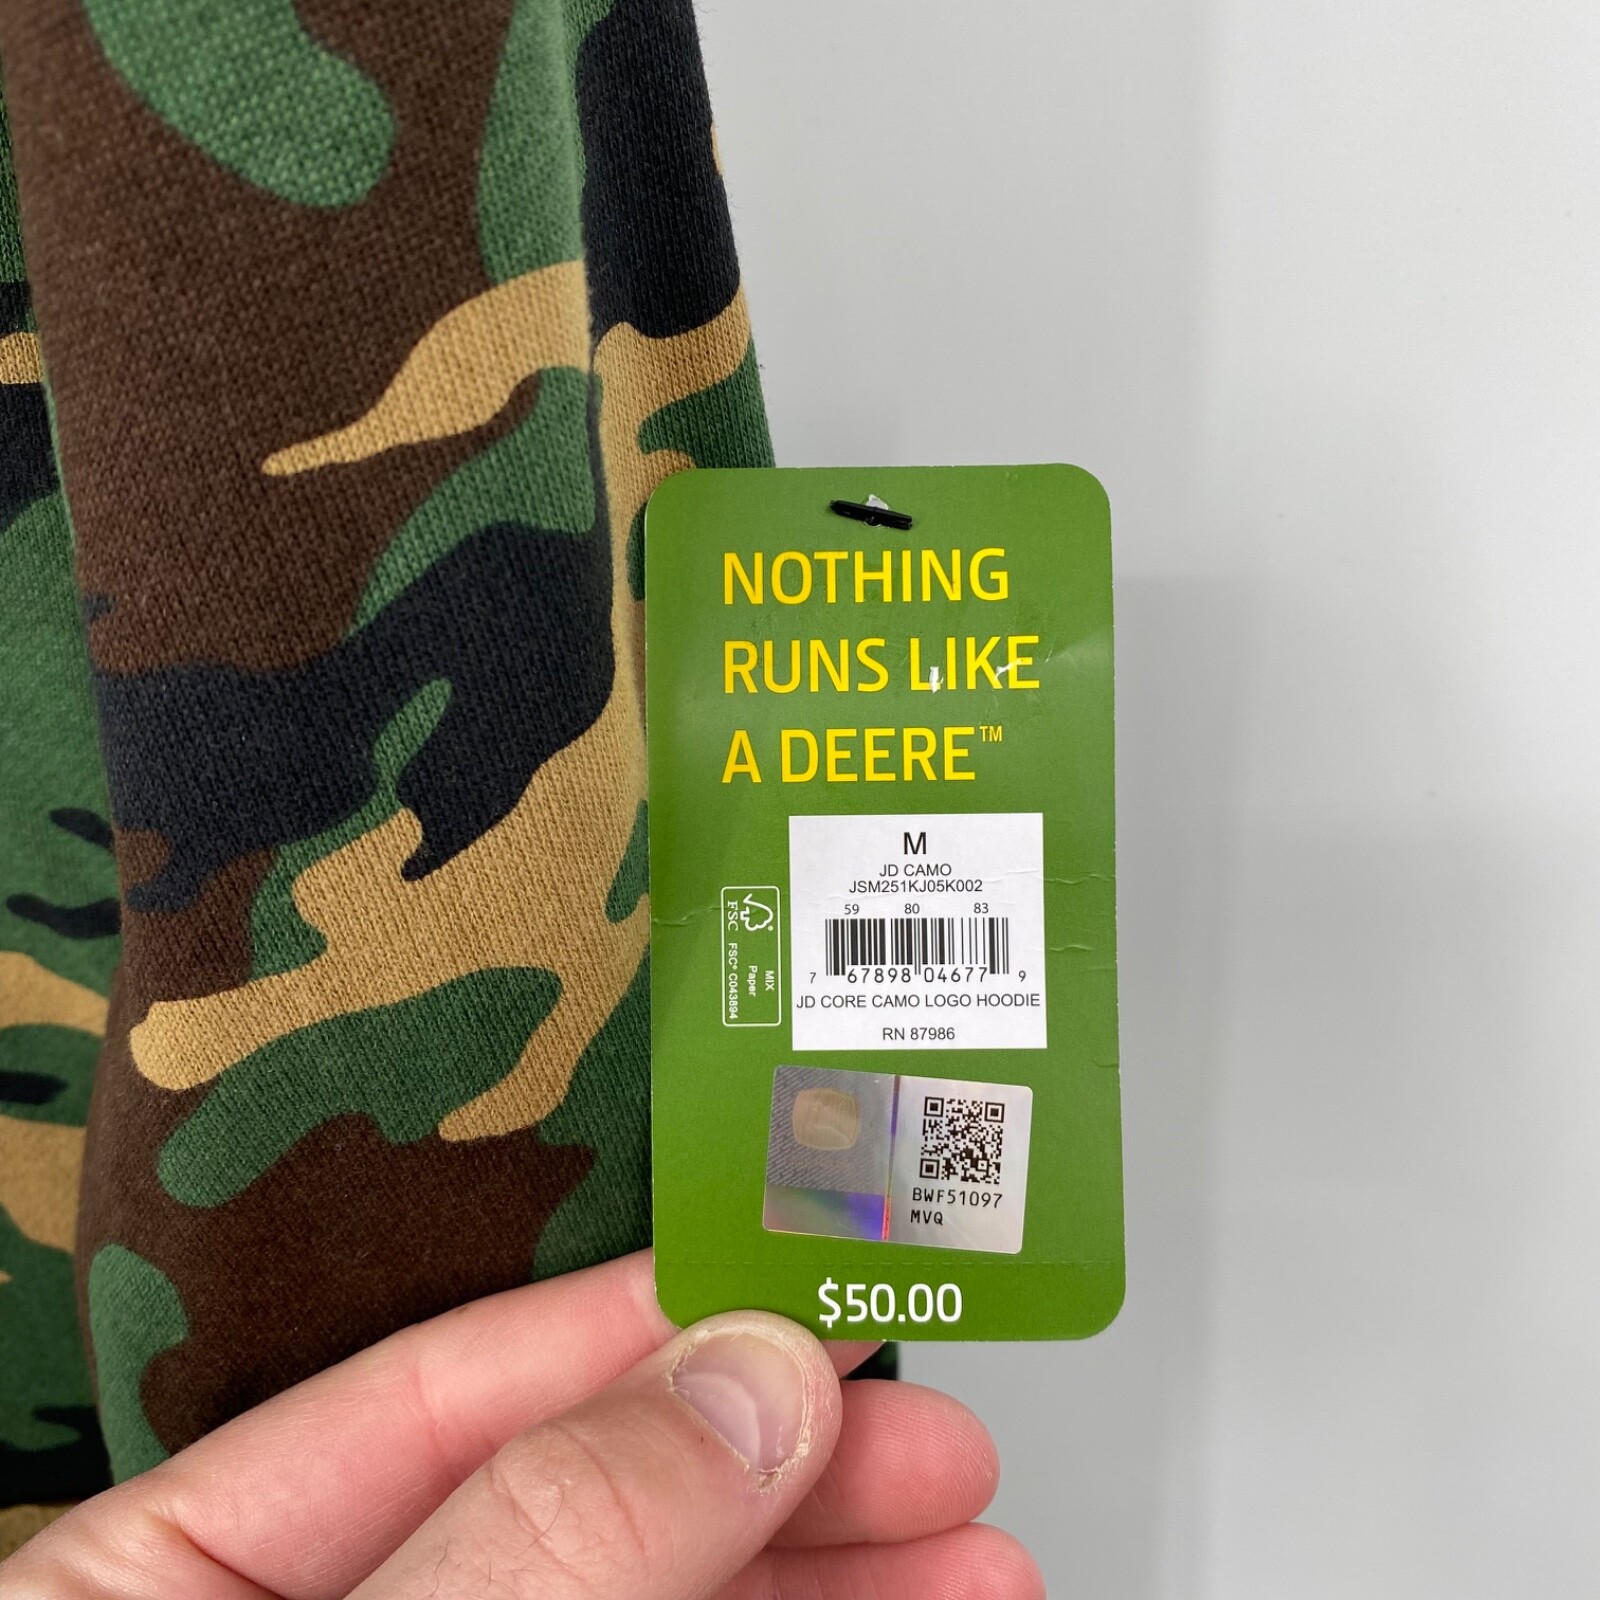 NOTHING
RUNS LIKE
A DEERE™
M
JD CAMO
JSM251KJ05K002
59 80 83
7 67898 04677 9
JD CORE CAMO LOGO HOODIE
RN 87986
FSC
FSC® C043894
MIX
Paper
BWF51097
MVQ
$50.00